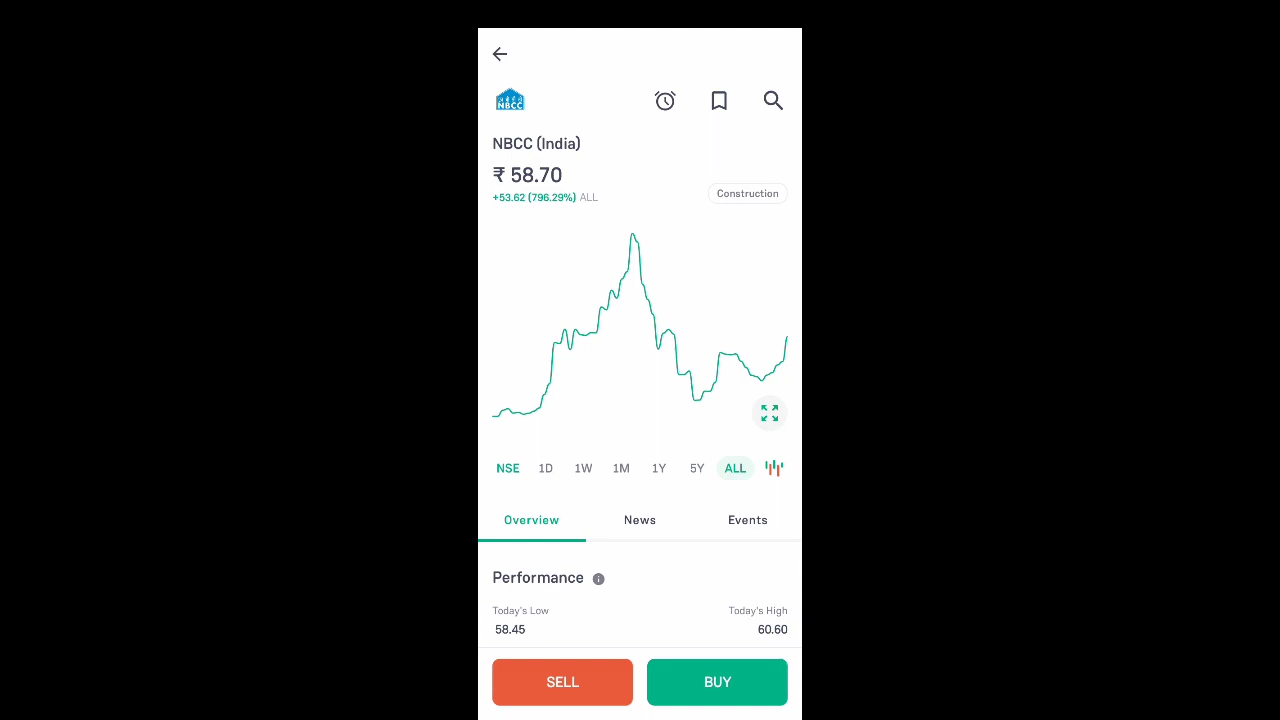 NBCC
NBCC (India)
₹ 58.70
+53.62 (796.29%) ALL
Construction
NSE 1D 1W 1M 1Y 5Y ALL
Overview News Events
Performance
Today's Low Today's High
58.45 60.60
SELL BUY